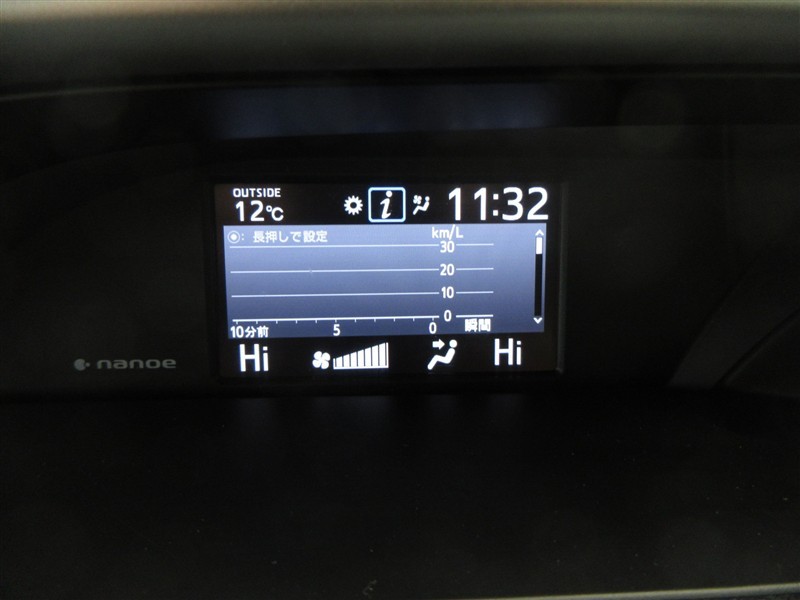 OUTSIDE
12℃
i
11:32
◉: 長押しで設定
km/L
30
20
10
0
10分前 5 0 瞬間
Hi Hi
nanoe